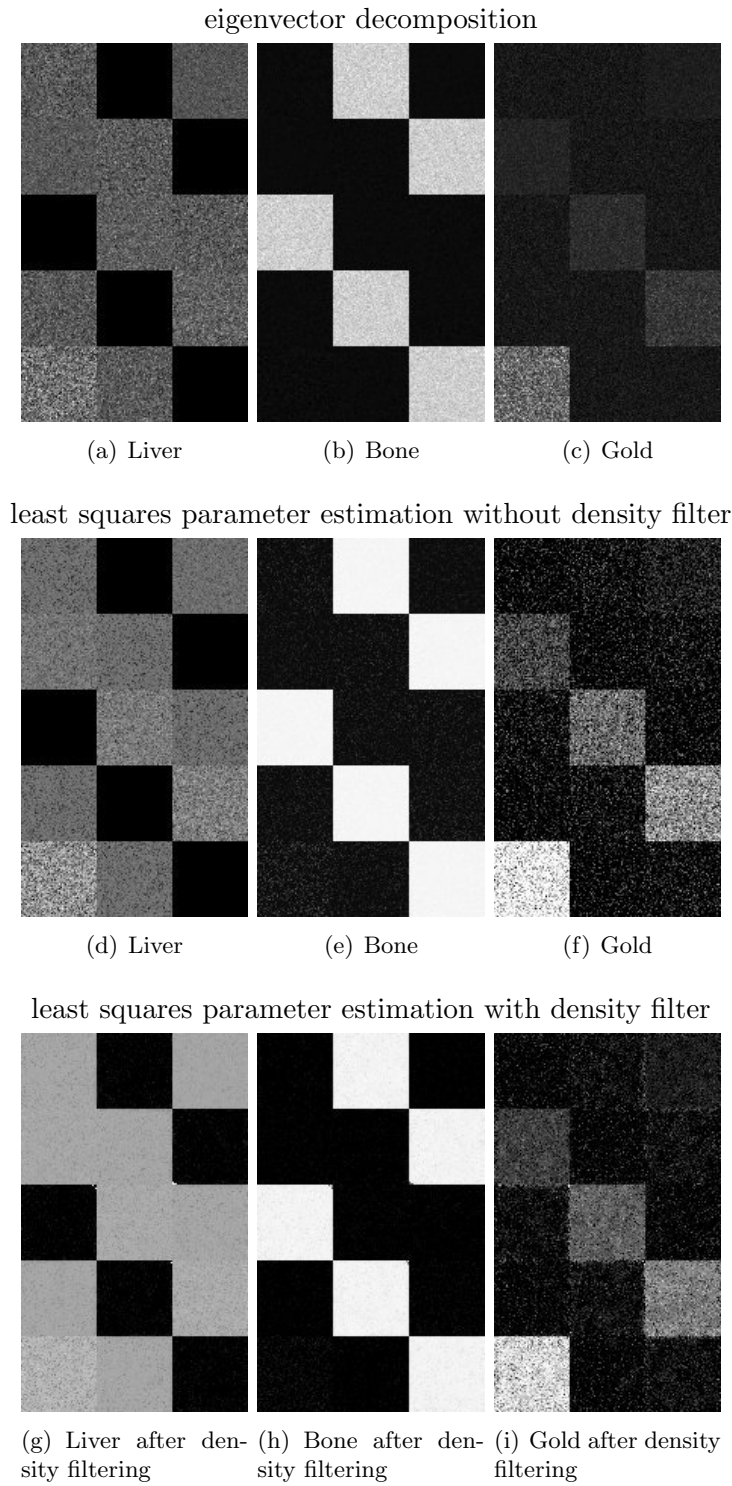 eigenvector decomposition
(a) Liver
(b) Bone
(c) Gold
least squares parameter estimation without density filter
(d) Liver
(e) Bone
(f) Gold
least squares parameter estimation with density filter
(g) Liver after den-
sity filtering
(h) Bone after den-
sity filtering
(i) Gold after density
filtering